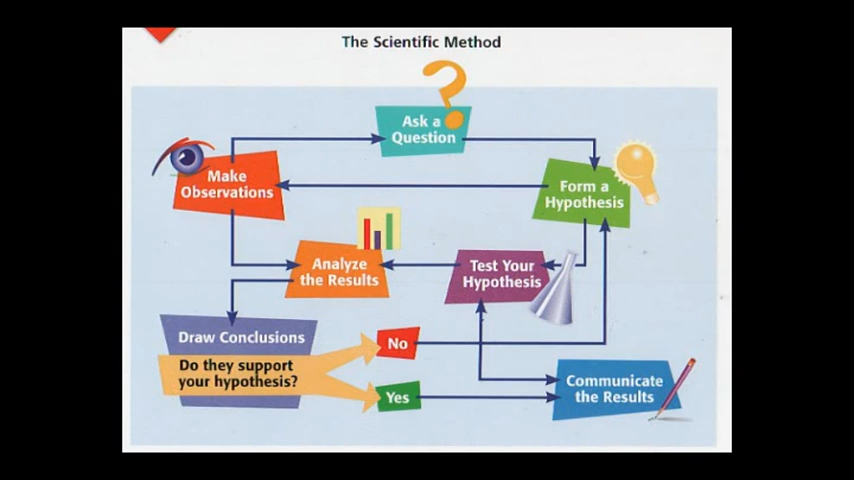 The Scientific Method
Ask a
Question
Make
Observations
Form a
Hypothesis
Analyze
the Results
Test Your
Hypothesis
Draw Conclusions
Do they support
your hypothesis?
No
Yes
Communicate
the Results